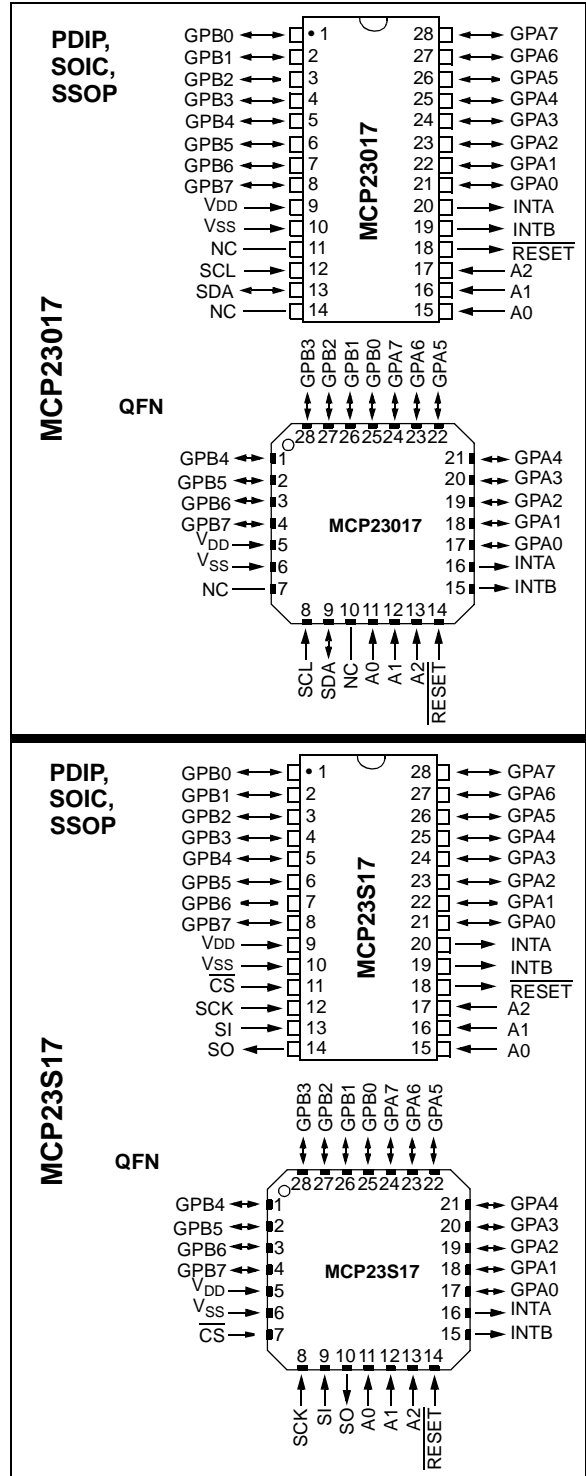 PDIP,
SOIC,
SSOP
MCP23017
GPB0 • 1 28 GPA7
GPB1 2 27 GPA6
GPB2 3 26 GPA5
GPB3 4 25 GPA4
GPB4 5 24 GPA3
GPB5 6 23 GPA2
GPB6 7 22 GPA1
GPB7 8 21 GPA0
VDD 9 20 INTA
VSS 10 19 INTB
NC 11 18 RESET
SCL 12 17 A2
SDA 13 16 A1
NC 14 15 A0
MCP23017
QFN
GPB3 GPB2 GPB1 GPB0 GPA7 GPA6 GPA5
28 27 26 25 24 23 22
GPB4 1 21 GPA4
GPB5 2 20 GPA3
GPB6 3 19 GPA2
GPB7 4 18 GPA1
VDD 5 17 GPA0
VSS 6 16 INTA
NC 7 15 INTB
MCP23017
8 9 10 11 12 13 14
SCL SDA NC A0 A1 A2 RESET
PDIP,
SOIC,
SSOP
MCP23S17
GPB0 • 1 28 GPA7
GPB1 2 27 GPA6
GPB2 3 26 GPA5
GPB3 4 25 GPA4
GPB4 5 24 GPA3
GPB5 6 23 GPA2
GPB6 7 22 GPA1
GPB7 8 21 GPA0
VDD 9 20 INTA
VSS 10 19 INTB
CS 11 18 RESET
SCK 12 17 A2
SI 13 16 A1
SO 14 15 A0
MCP23S17
QFN
GPB3 GPB2 GPB1 GPB0 GPA7 GPA6 GPA5
28 27 26 25 24 23 22
GPB4 1 21 GPA4
GPB5 2 20 GPA3
GPB6 3 19 GPA2
GPB7 4 18 GPA1
VDD 5 17 GPA0
VSS 6 16 INTA
CS 7 15 INTB
MCP23S17
8 9 10 11 12 13 14
SCK SI SO A0 A1 A2 RESET